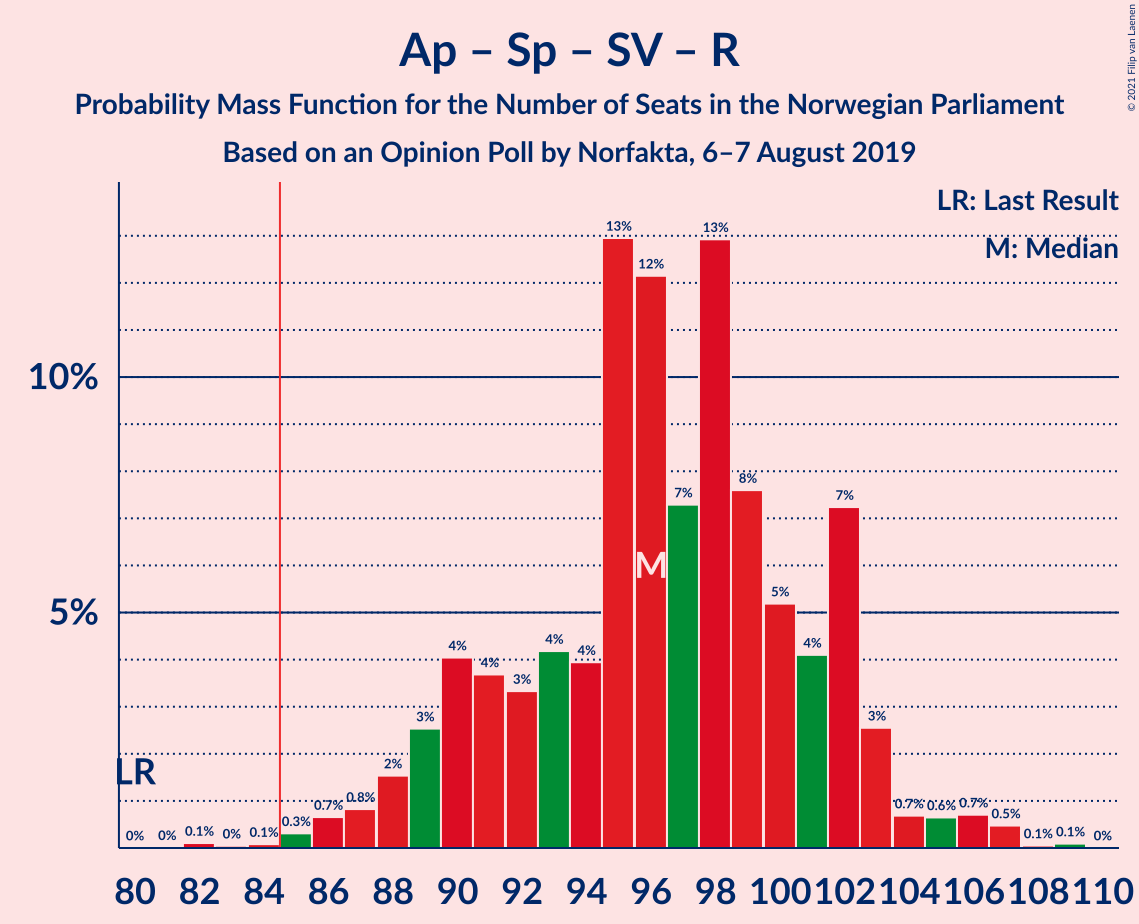 Ap – Sp – SV – R
Probability Mass Function for the Number of Seats in the Norwegian Parliament
Based on an Opinion Poll by Norfakta, 6–7 August 2019
© 2021 Filip van Laenen
LR: Last Result
M: Median
10%
5%
LR
M
0% 0% 0.1% 0% 0.1% 0.3% 0.7% 0.8% 2% 3% 4% 4% 3% 4% 4% 13% 12% 7% 13% 8% 5% 4% 7% 3% 0.7% 0.6% 0.7% 0.5% 0.1% 0.1% 0%
80 82 84 86 88 90 92 94 96 98 100 102 104 106 108 110